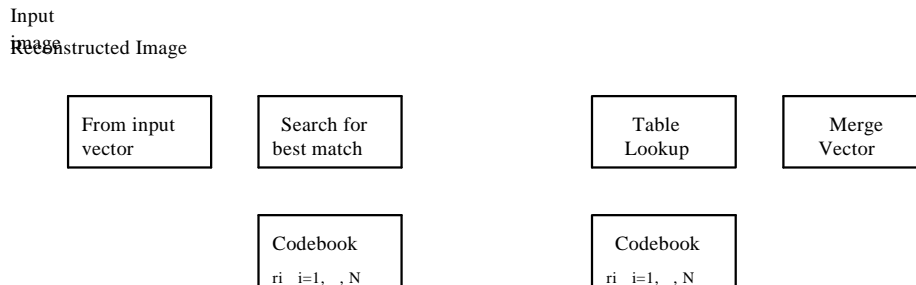 Input
image
Reconstructed Image
From input
vector
Search for
best match
Table
Lookup
Merge
Vector
Codebook
ri i=1, , N
Codebook
ri i=1, , N